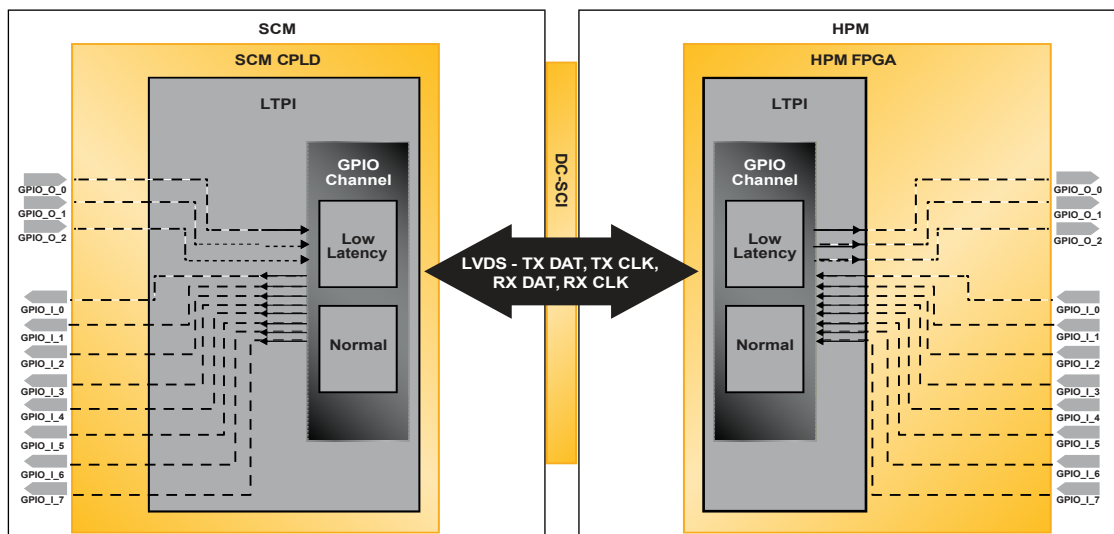 SCM
SCM CPLD
LTPI
GPIO
Channel
Low
Latency
Normal
GPIO_O_0
GPIO_O_1
GPIO_O_2
GPIO_I_0
GPIO_I_1
GPIO_I_2
GPIO_I_3
GPIO_I_4
GPIO_I_5
GPIO_I_6
GPIO_I_7
DC-SCI
LVDS - TX DAT, TX CLK,
RX DAT, RX CLK
HPM
HPM FPGA
LTPI
GPIO
Channel
Low
Latency
Normal
GPIO_O_0
GPIO_O_1
GPIO_O_2
GPIO_I_0
GPIO_I_1
GPIO_I_2
GPIO_I_3
GPIO_I_4
GPIO_I_5
GPIO_I_6
GPIO_I_7